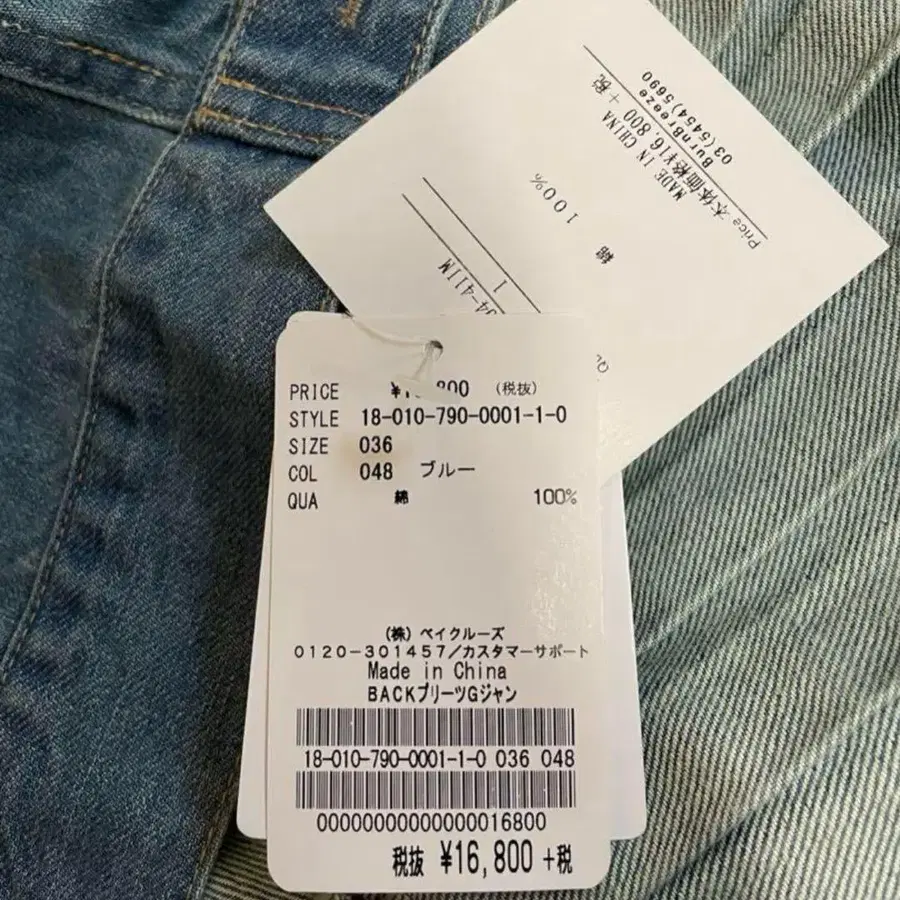 PRICE ¥16,800 (税抜)
STYLE 18-010-790-0001-1-0
SIZE 036
COL 048 ブルー
QUA 綿 100%
(株) ベイクルーズ
0120-301457/カスタマーサポート
Made in China
BACKプリーツGジャン
18-010-790-0001-1-0 036 048
00000000000000016800
税抜 ¥16,800 +税
03(5454)5690
BurnBreeze
Price 本体価格¥16,800 +税
MADE IN CHINA
綿 100%
1
4-411M